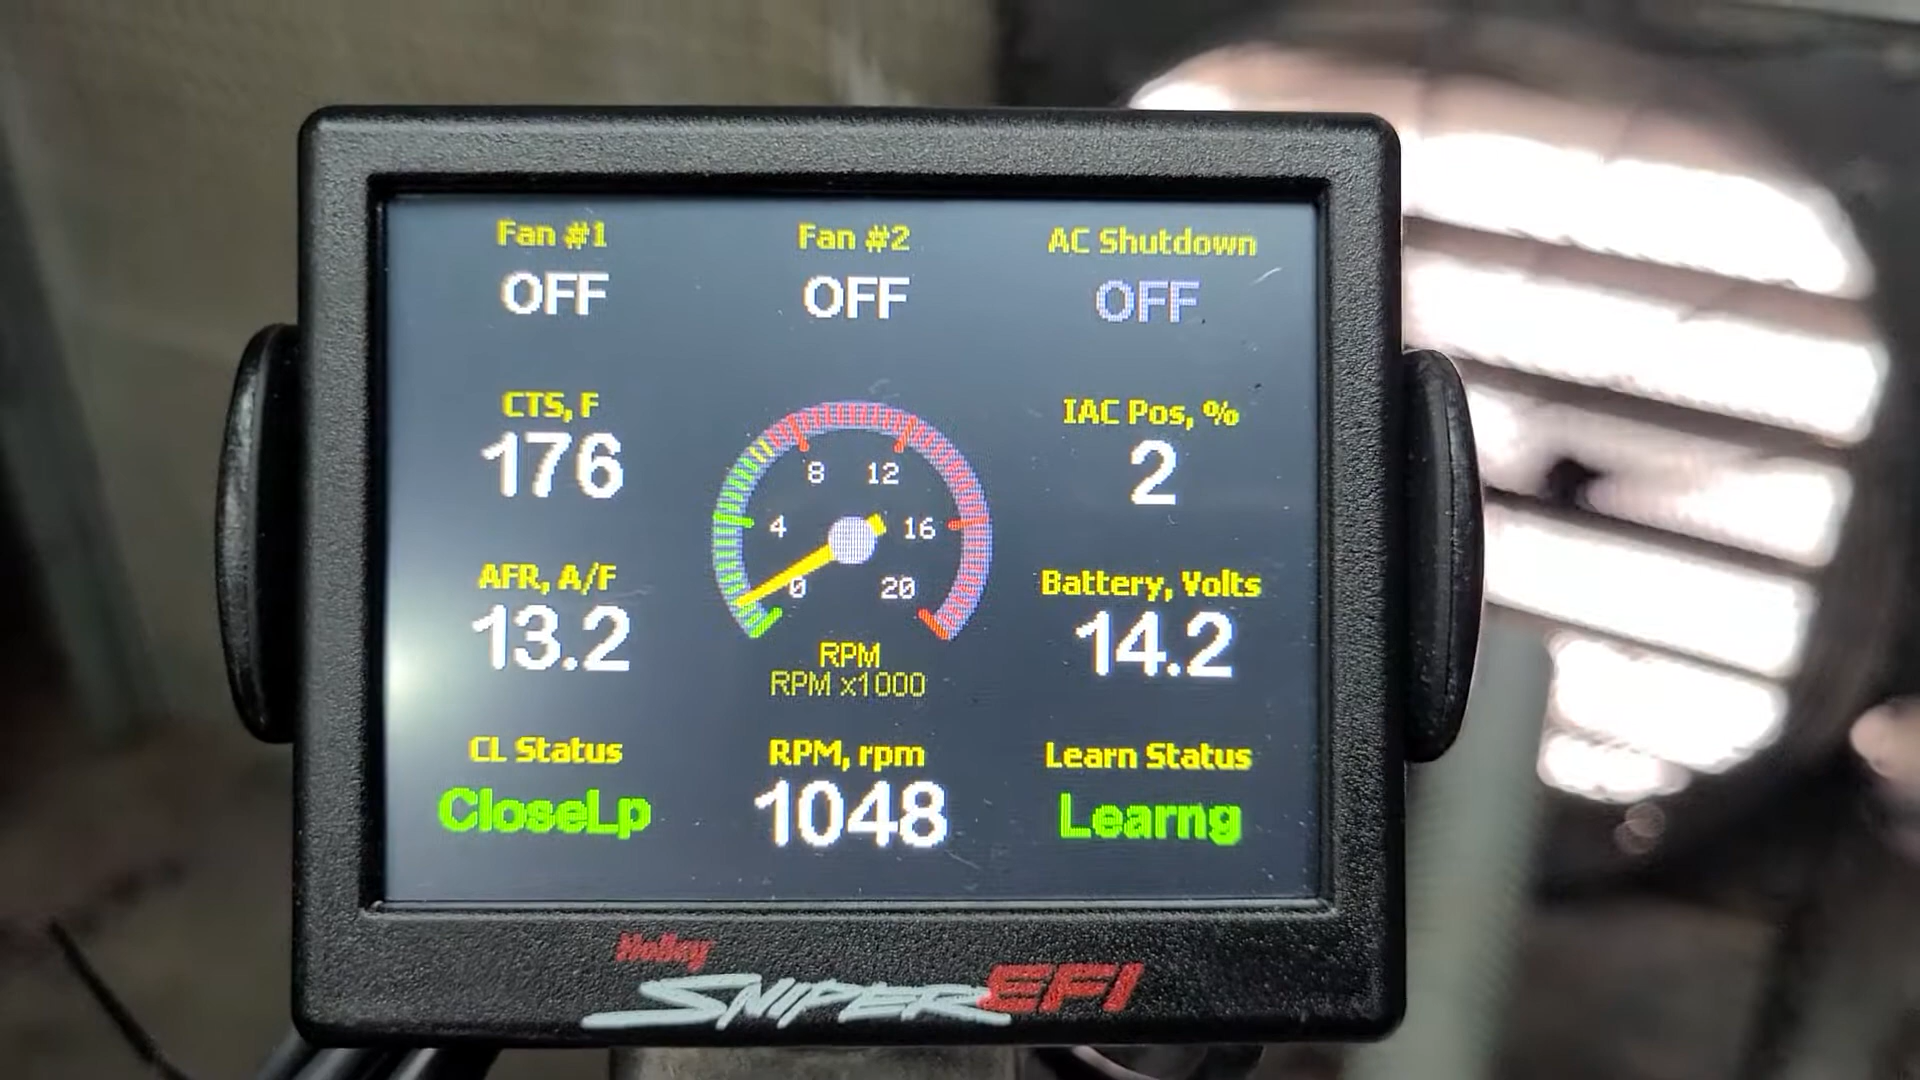 Fan #1
OFF
Fan #2
OFF
AC Shutdown
OFF
CTS, F
176
8
12
4
16
0
20
RPM
RPM x1000
IAC Pos, %
2
AFR, A/F
13.2
Battery, Volts
14.2
CL Status
CloseLp
RPM, rpm
1048
Learn Status
Learng
Holley
SNIPER EFI